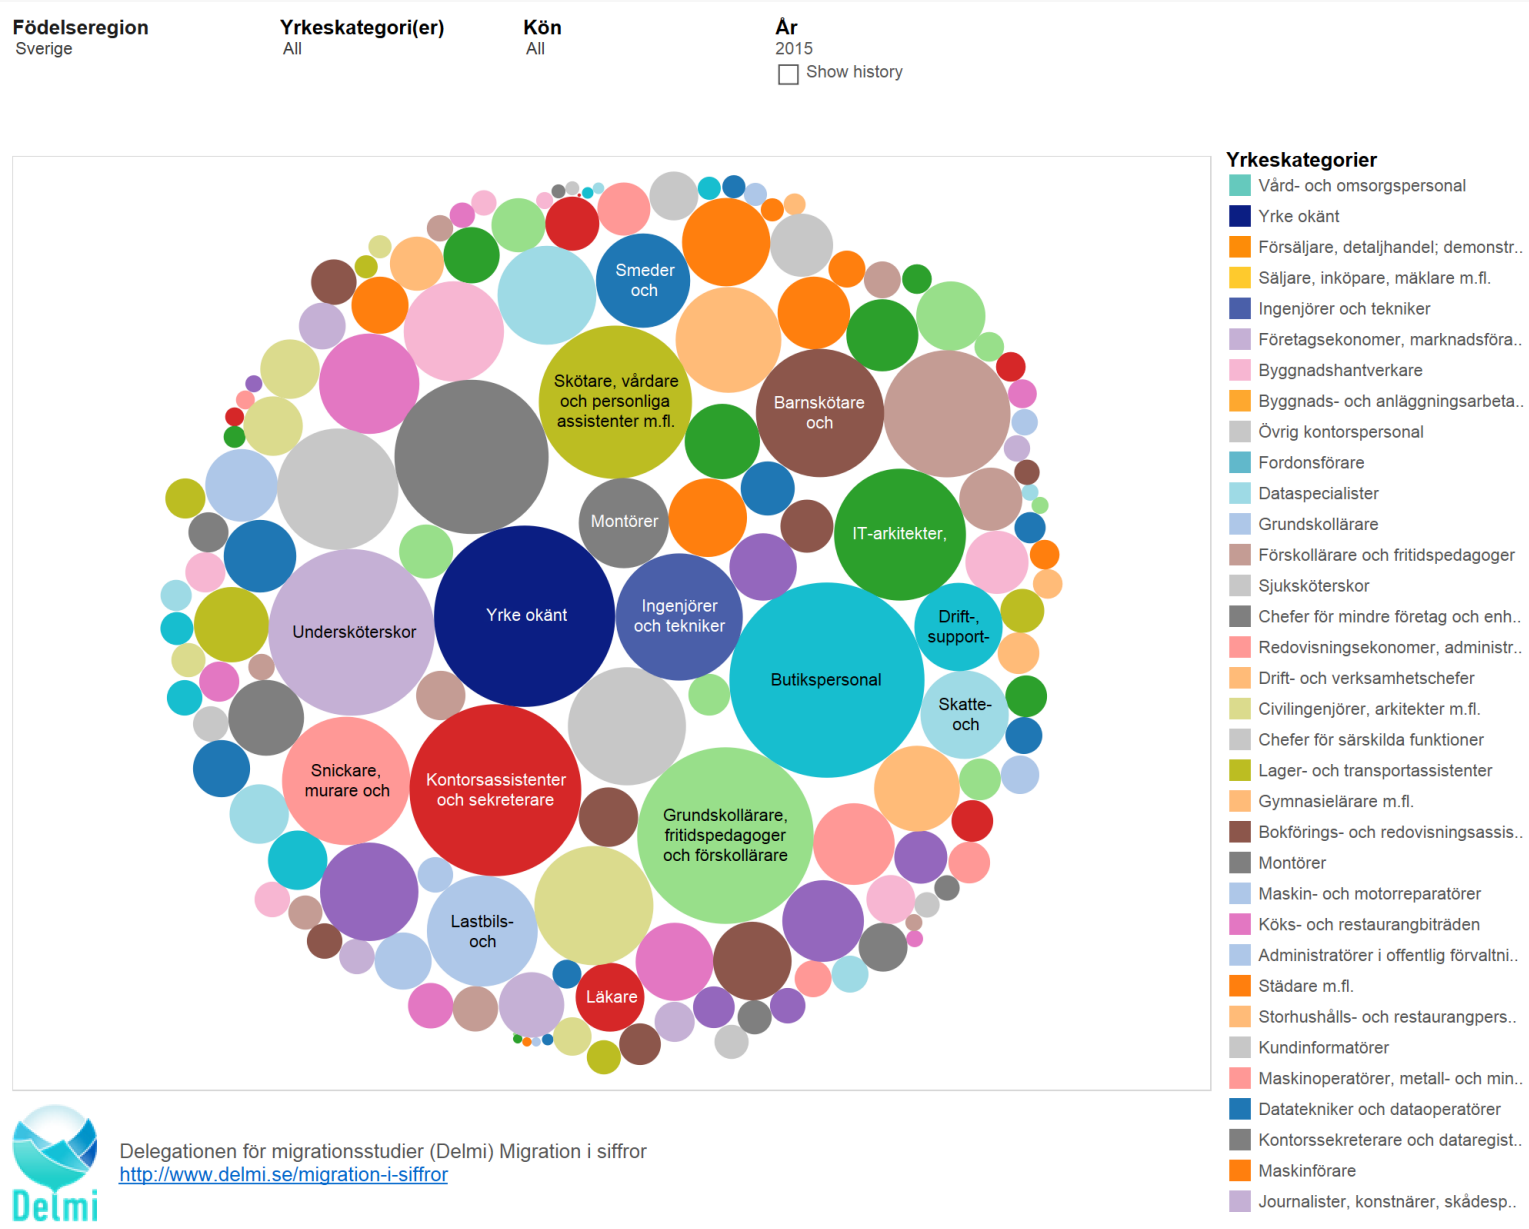 Födelseregion
Sverige
Yrkeskategori(er)
All
Kön
All
År
2015
Show history
Smeder
och
Skötare, vårdare
och personliga
assistenter m.fl.
Barnskötare
och
Montörer
IT-arkitekter,
Yrke okänt
Ingenjörer
och tekniker
Undersköterskor
Drift-,
support-
Butikspersonal
Skatte-
och
Snickare,
murare och
Kontorsassistenter
och sekreterare
Grundskollärare,
fritidspedagoger
och förskollärare
Lastbils-
och
Läkare
Yrkeskategorier
Vård- och omsorgspersonal
Yrke okänt
Försäljare, detaljhandel; demonstr..
Säljare, inköpare, mäklare m.fl.
Ingenjörer och tekniker
Företagsekonomer, marknadsföra..
Byggnadshantverkare
Byggnads- och anläggningsarbeta..
Övrig kontorspersonal
Fordonsförare
Dataspecialister
Grundskollärare
Förskollärare och fritidspedagoger
Sjuksköterskor
Chefer för mindre företag och enh..
Redovisningsekonomer, administr..
Drift- och verksamhetschefer
Civilingenjörer, arkitekter m.fl.
Chefer för särskilda funktioner
Lager- och transportassistenter
Gymnasielärare m.fl.
Bokförings- och redovisningsassis..
Montörer
Maskin- och motorreparatörer
Köks- och restaurangbiträden
Administratörer i offentlig förvaltni..
Städare m.fl.
Storhushålls- och restaurangpers..
Kundinformatörer
Maskinoperatörer, metall- och min..
Datatekniker och dataoperatörer
Kontorssekreterare och dataregist..
Maskinförare
Journalister, konstnärer, skådesp..
Delegationen för migrationsstudier (Delmi) Migration i siffror
http://www.delmi.se/migration-i-siffror
Delmi